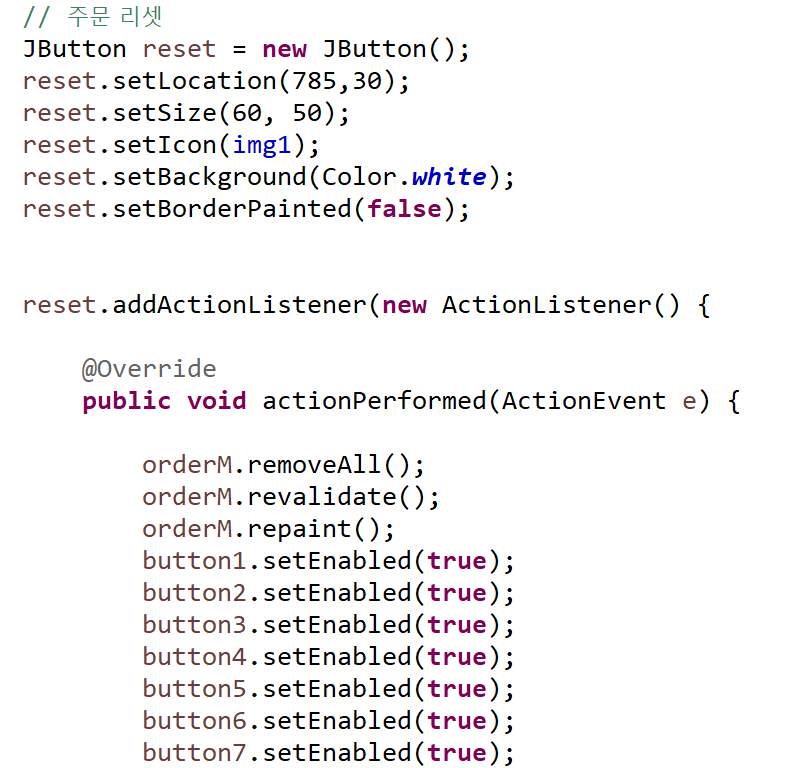 // 주문 리셋
JButton reset = new JButton();
reset.setLocation(785,30);
reset.setSize(60, 50);
reset.setIcon(img1);
reset.setBackground(Color.white);
reset.setBorderPainted(false);
reset.addActionListener(new ActionListener() {
@Override
public void actionPerformed(ActionEvent e) {
orderM.removeAll();
orderM.revalidate();
orderM.repaint();
button1.setEnabled(true);
button2.setEnabled(true);
button3.setEnabled(true);
button4.setEnabled(true);
button5.setEnabled(true);
button6.setEnabled(true);
button7.setEnabled(true);